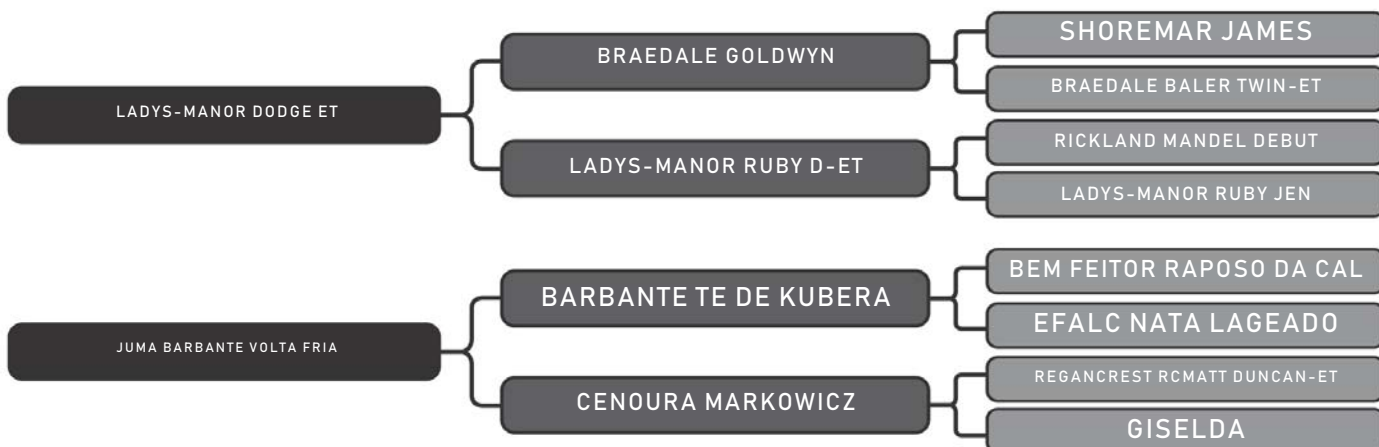 LADYS-MANOR DODGE ET
BRAEDALE GOLDWYN
SHOREMAR JAMES
BRAEDALE BALER TWIN-ET
LADYS-MANOR RUBY D-ET
RICKLAND MANDEL DEBUT
LADYS-MANOR RUBY JEN
JUMA BARBANTE VOLTA FRIA
BARBANTE TE DE KUBERA
BEM FEITOR RAPOSO DA CAL
EFALC NATA LAGEADO
CENOURA MARKOWICZ
REGANCREST RCMATT DUNCAN-ET
GISELDA